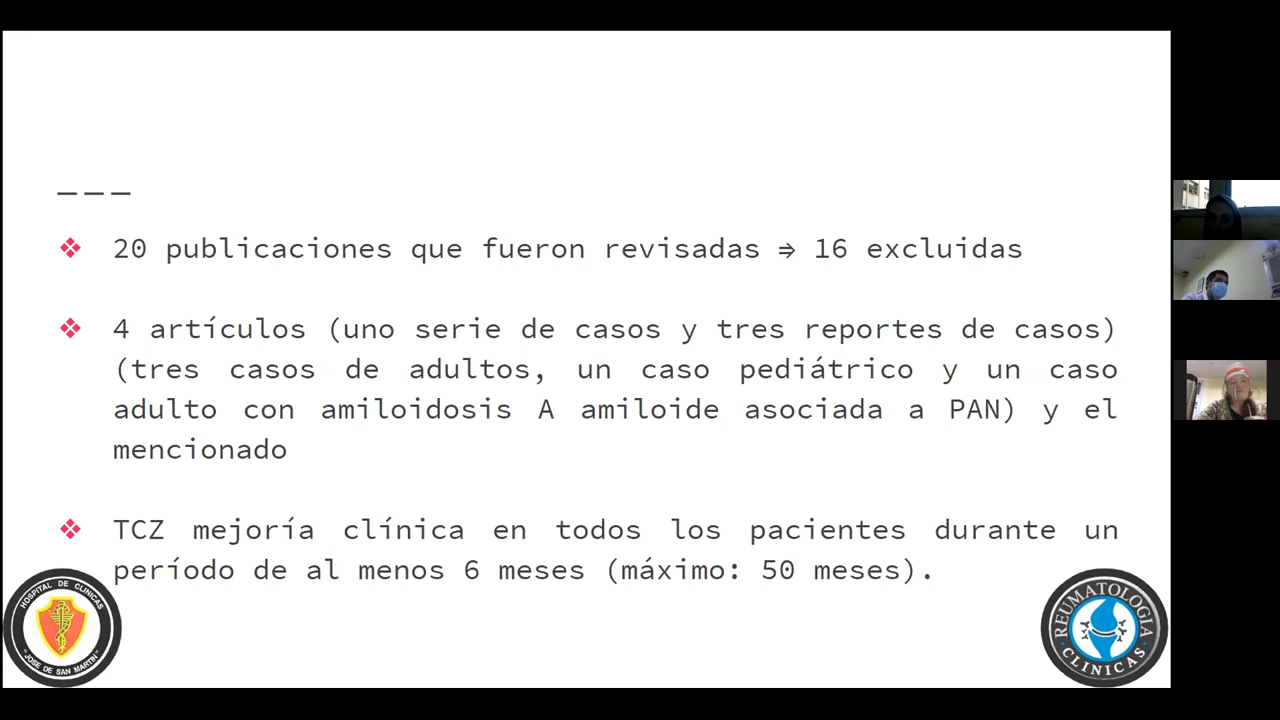 ———
❖ 20 publicaciones que fueron revisadas ⇒ 16 excluidas
❖ 4 artículos (uno serie de casos y tres reportes de casos)
(tres casos de adultos, un caso pediátrico y un caso
adulto con amiloidosis A amiloide asociada a PAN) y el
mencionado
❖ TCZ mejoría clínica en todos los pacientes durante un
período de al menos 6 meses (máximo: 50 meses).
HOSPITAL DE CLINICAS
"JOSE DE SAN MARTIN"
REUMATOLOGIA
CLINICAS